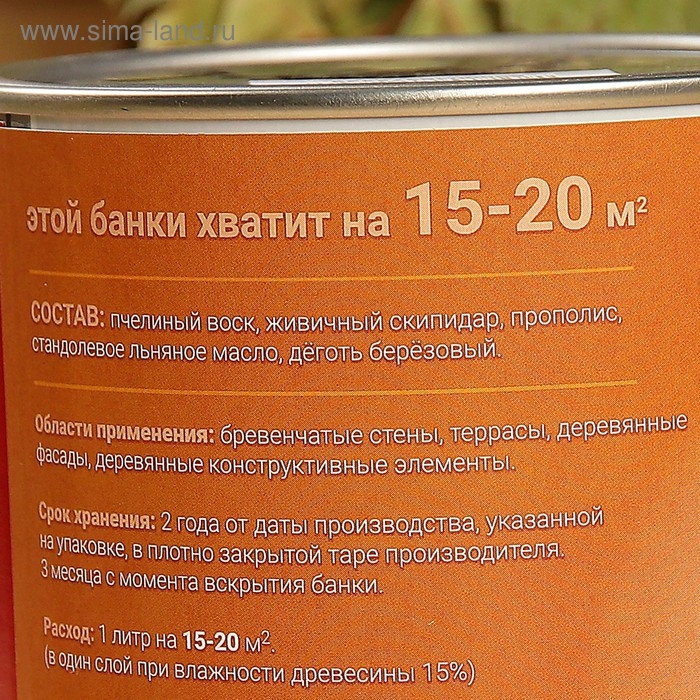 © www.sima-land.ru
этой банки хватит на 15-20 м²
СОСТАВ: пчелиный воск, живичный скипидар, прополис,
стандолевое льняное масло, дёготь берёзовый.
Области применения: бревенчатые стены, террасы, деревянные
фасады, деревянные конструктивные элементы.
Срок хранения: 2 года от даты производства, указанной
на упаковке, в плотно закрытой таре производителя.
3 месяца с момента вскрытия банки.
Расход: 1 литр на 15-20 м².
(в один слой при влажности древесины 15%)